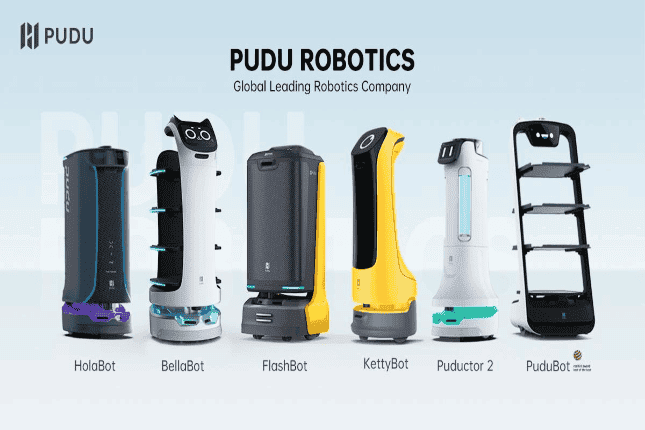 PUDU
PUDU ROBOTICS
Global Leading Robotics Company
HolaBot
BellaBot
FlashBot
KettyBot
Puductor 2
PuduBot